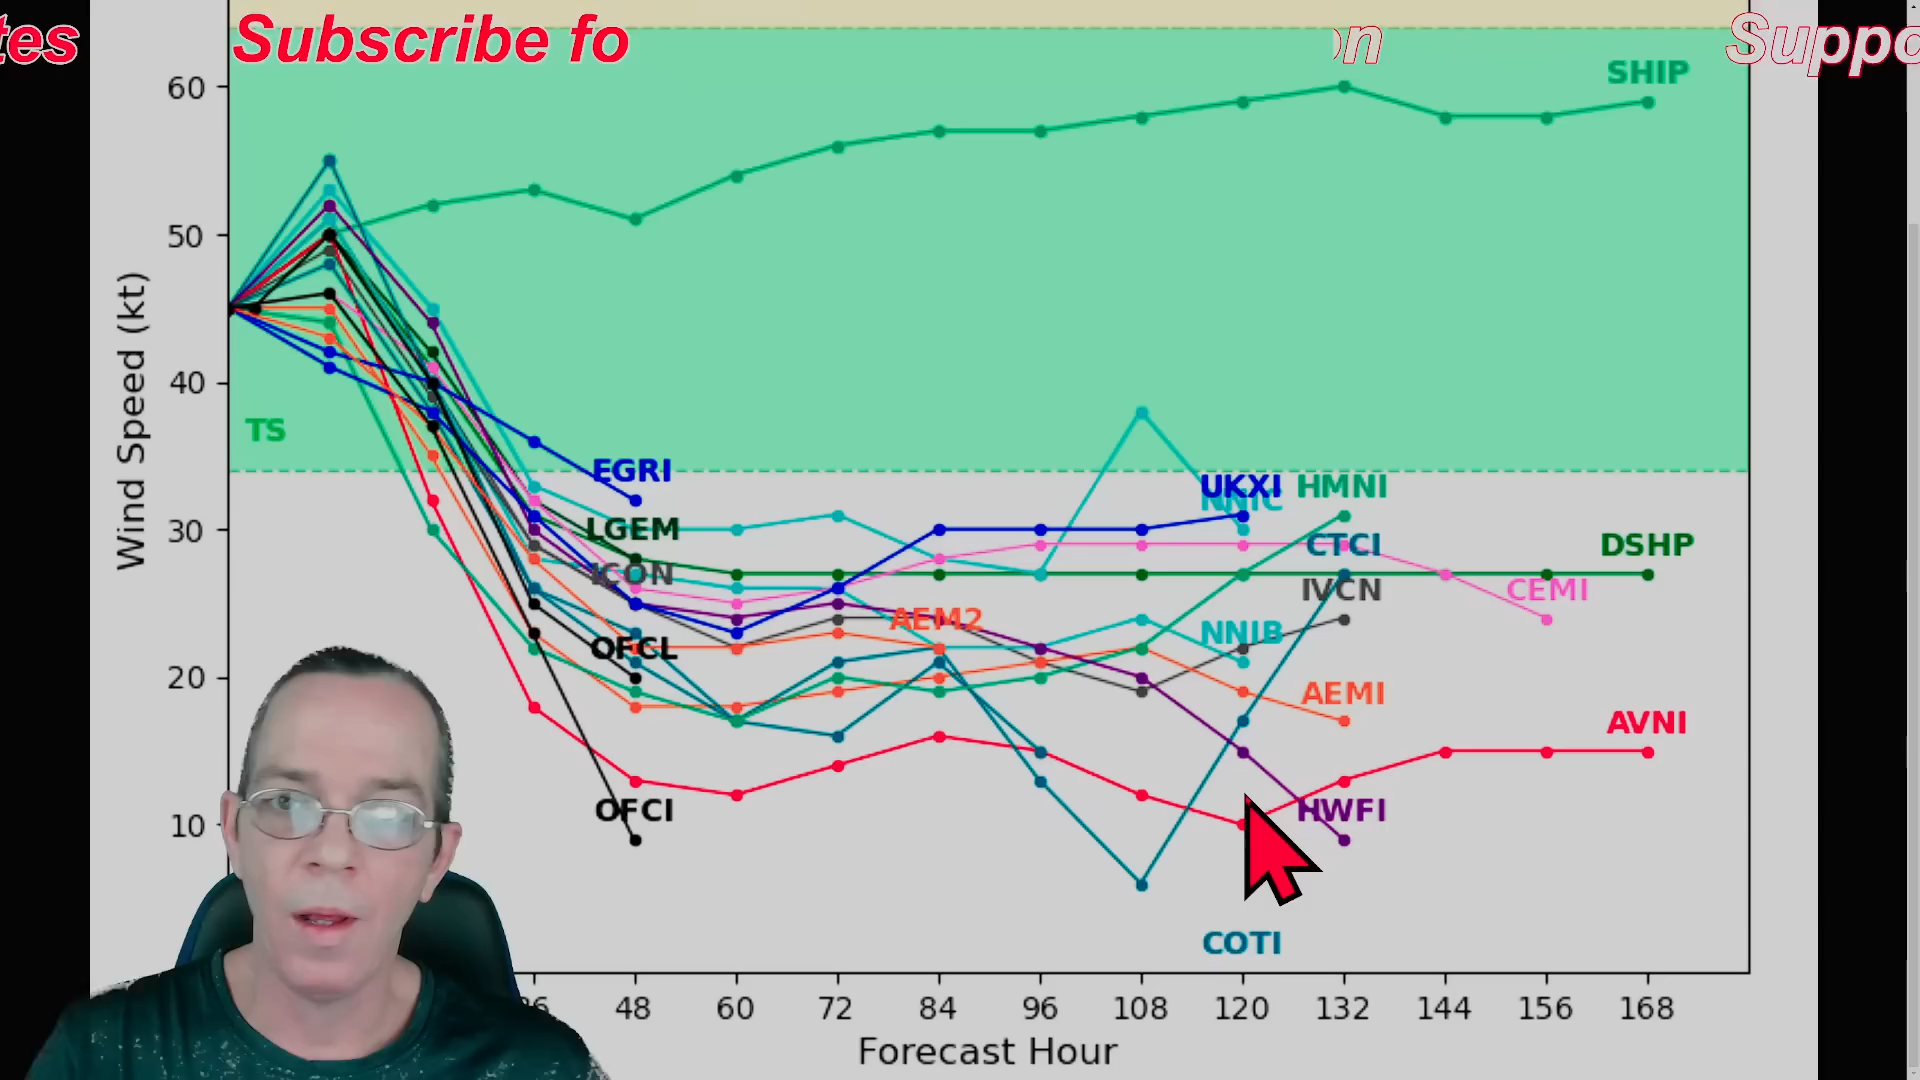 tes Subscribe fo on Suppo
SHIP
60
50
40
30
20
10
Wind Speed (kt)
TS
EGRI
LGEM
ICON
OFCL
OFCI
AEM2
UKXI
NNIC
HMNI
CTCI
DSHP
IVCN
CEMI
NNIB
AEMI
AVNI
HWFI
COTI
48 60 72 84 96 108 120 132 144 156 168
Forecast Hour